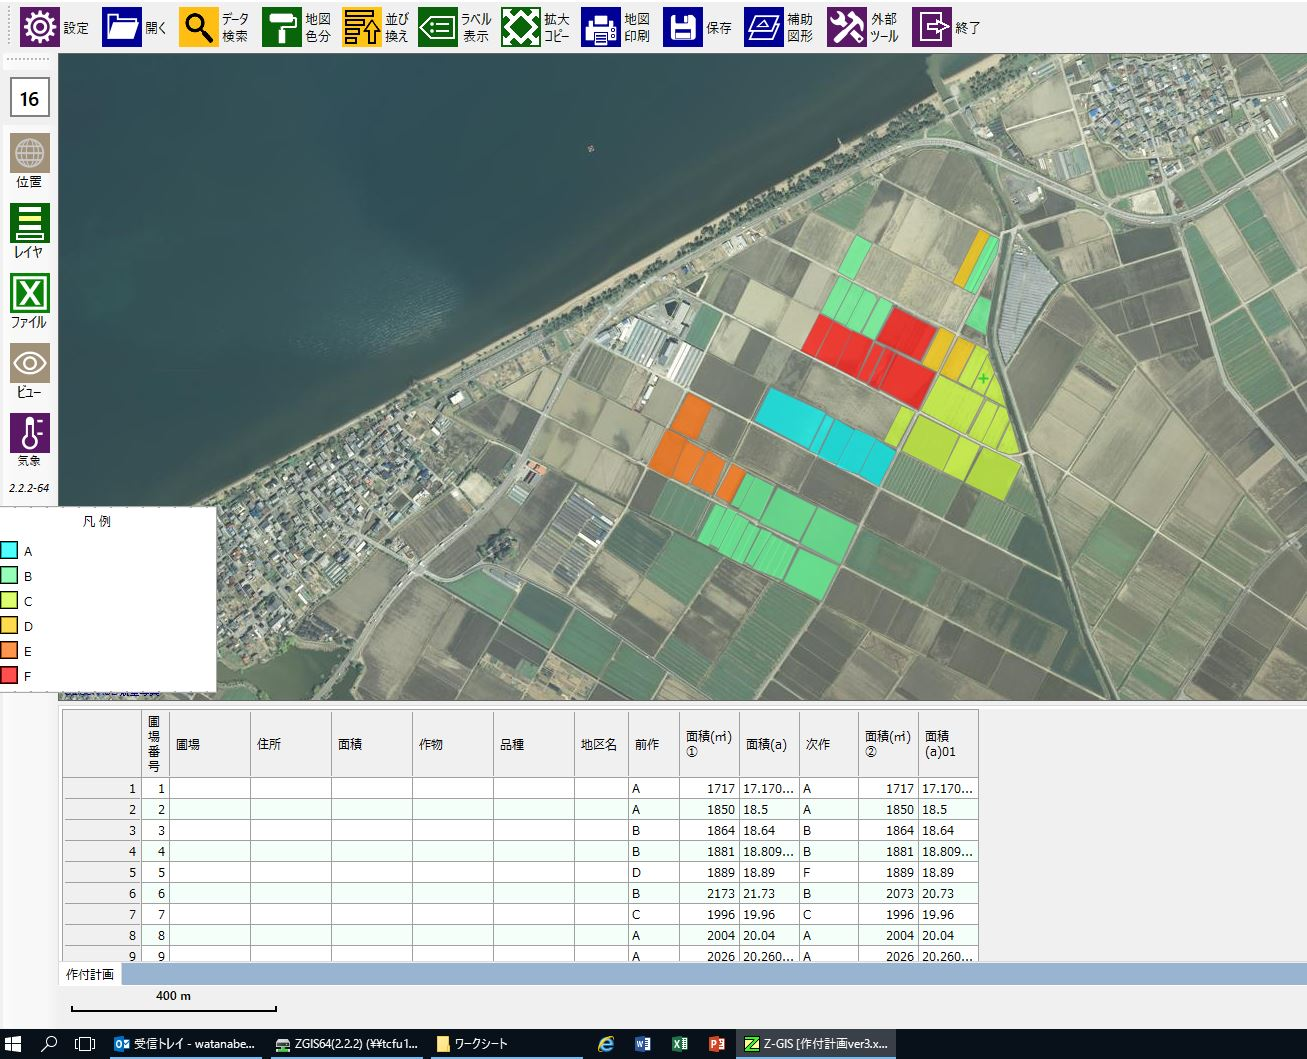 設定 開く データ検索 地図色分 並び換え ラベル表示 拡大コピー 地図印刷 保存 補助図形 外部ツール 終了
16
位置
レイヤ
ファイル
ビュー
気象
2.2.2-64
凡 例
A
B
C
D
E
F
圃場番号 圃場 住所 面積 作物 品種 地区名 前作 面積(㎡)① 面積(a) 次作 面積(㎡)② 面積(a)01
1 1 A 1717 17.170... A 1717 17.170...
2 2 A 1850 18.5 A 1850 18.5
3 3 B 1864 18.64 B 1864 18.64
4 4 B 1881 18.809... B 1881 18.809...
5 5 D 1889 18.89 F 1889 18.89
6 6 B 2173 21.73 B 2073 20.73
7 7 C 1996 19.96 C 1996 19.96
8 8 A 2004 20.04 A 2004 20.04
9 9 A 2026 20.260... A 2026 20.260...
作付計画
400 m
受信トレイ - watanabe... ZGIS64(2.2.2) (¥¥tcfu1... ワークシート Z-GIS [作付計画ver3.x...